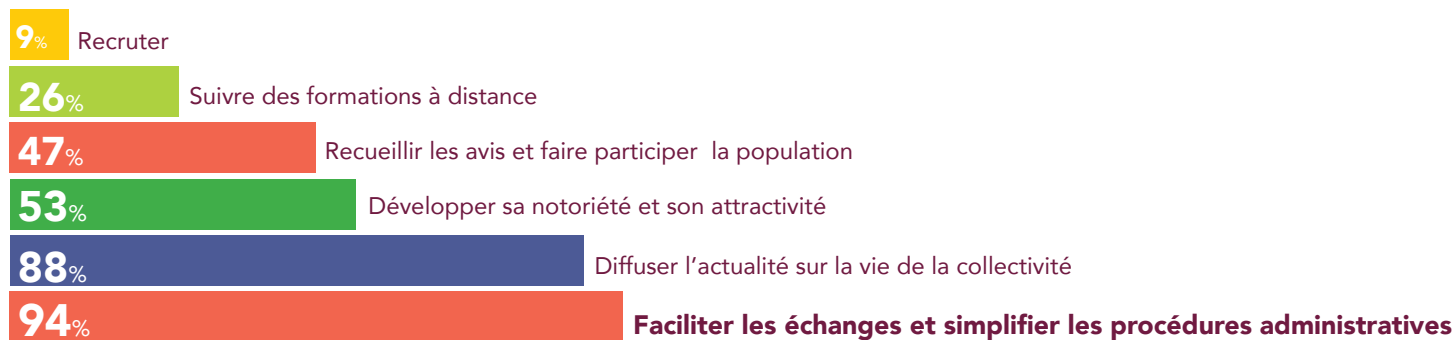 9% Recruter
26% Suivre des formations à distance
47% Recueillir les avis et faire participer la population
53% Développer sa notoriété et son attractivité
88% Diffuser l’actualité sur la vie de la collectivité
94% Faciliter les échanges et simplifier les procédures administratives